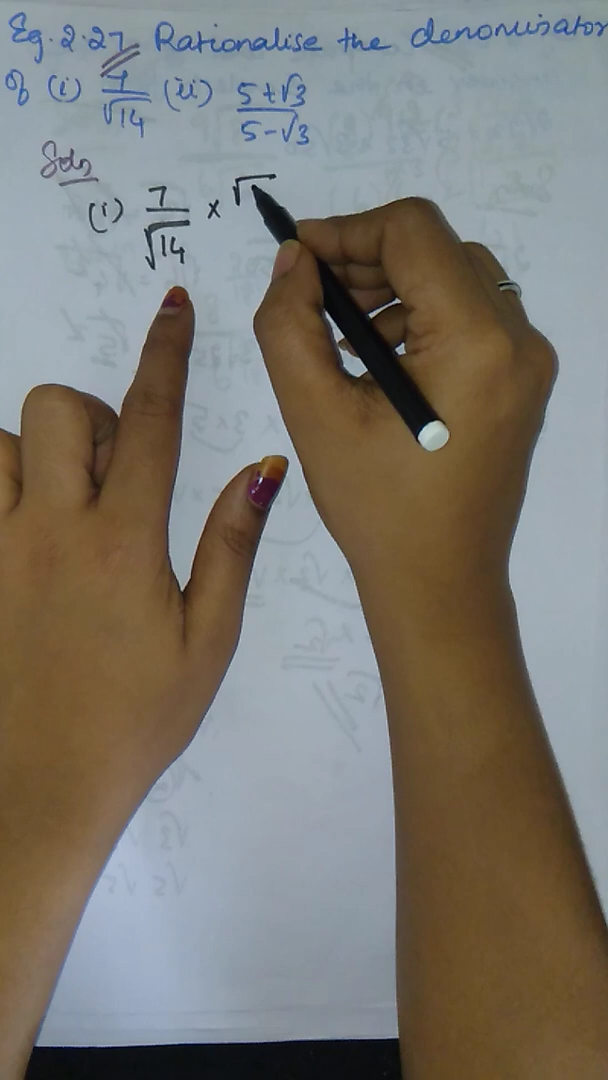 Eg. 2.27 Rationalise the denominator
of (i) 7/√14 (ii) 5+√3/5-√3
Soln
(i) 7/√14 × √